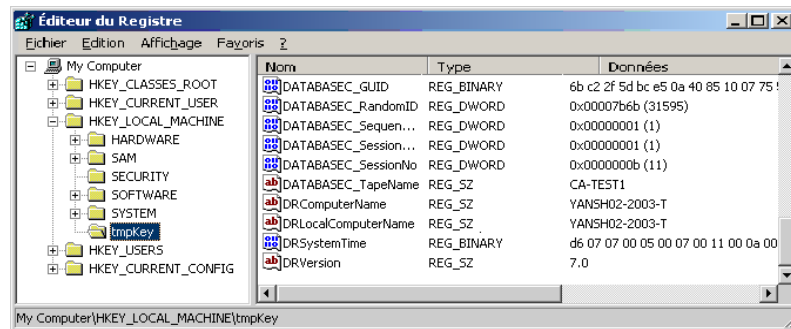 Éditeur du Registre
Fichier Edition Affichage Favoris ?
My Computer
HKEY_CLASSES_ROOT
HKEY_CURRENT_USER
HKEY_LOCAL_MACHINE
HARDWARE
SAM
SECURITY
SOFTWARE
SYSTEM
tmpKey
HKEY_USERS
HKEY_CURRENT_CONFIG
Nom Type Données
DATABASEC_GUID REG_BINARY 6b c2 2f 5d bc e5 0a 40 85 10 07 75
DATABASEC_RandomID REG_DWORD 0x00007b6b (31595)
DATABASEC_Sequen... REG_DWORD 0x00000001 (1)
DATABASEC_Session... REG_DWORD 0x00000001 (1)
DATABASEC_SessionNo REG_DWORD 0x0000000b (11)
DATABASEC_TapeName REG_SZ CA-TEST1
DRComputerName REG_SZ YANSH02-2003-T
DRLocalComputerName REG_SZ YANSH02-2003-T
DRSystemTime REG_BINARY d6 07 07 00 05 00 07 00 11 00 0a 00
DRVersion REG_SZ 7.0
My Computer\HKEY_LOCAL_MACHINE\tmpKey